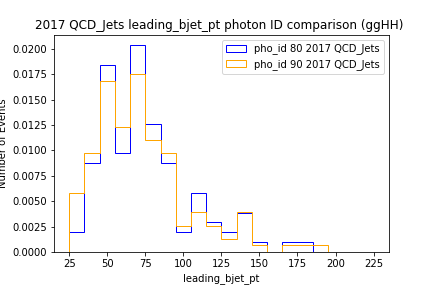 2017 QCD_Jets leading_bjet_pt photon ID comparison (ggHH)
pho_id 80 2017 QCD_Jets
pho_id 90 2017 QCD_Jets
0.0200
0.0175
0.0150
0.0125
0.0100
0.0075
0.0050
0.0025
0.0000
Number of Events
25 50 75 100 125 150 175 200 225
leading_bjet_pt